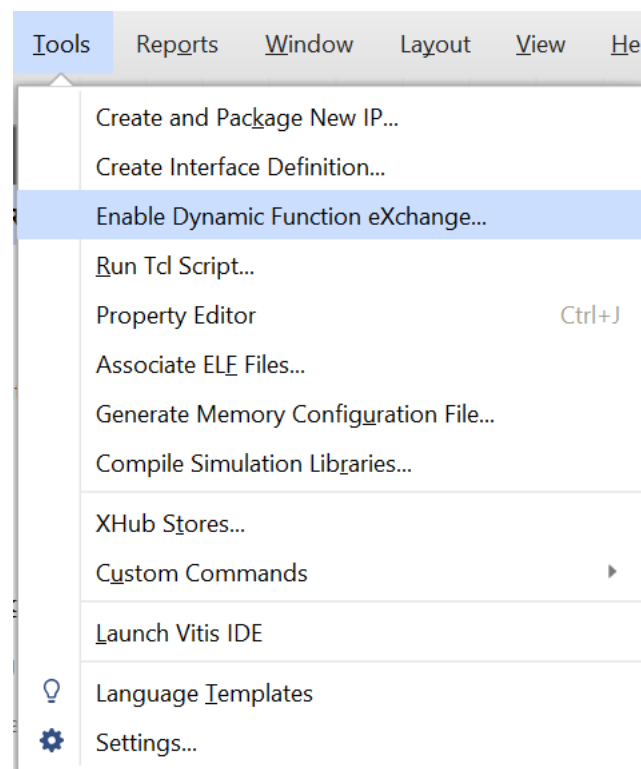 Tools Reports Window Layout View He
Create and Package New IP...
Create Interface Definition...
Enable Dynamic Function eXchange...
Run Tcl Script...
Property Editor Ctrl+J
Associate ELF Files...
Generate Memory Configuration File...
Compile Simulation Libraries...
XHub Stores...
Custom Commands
Launch Vitis IDE
Language Templates
Settings...